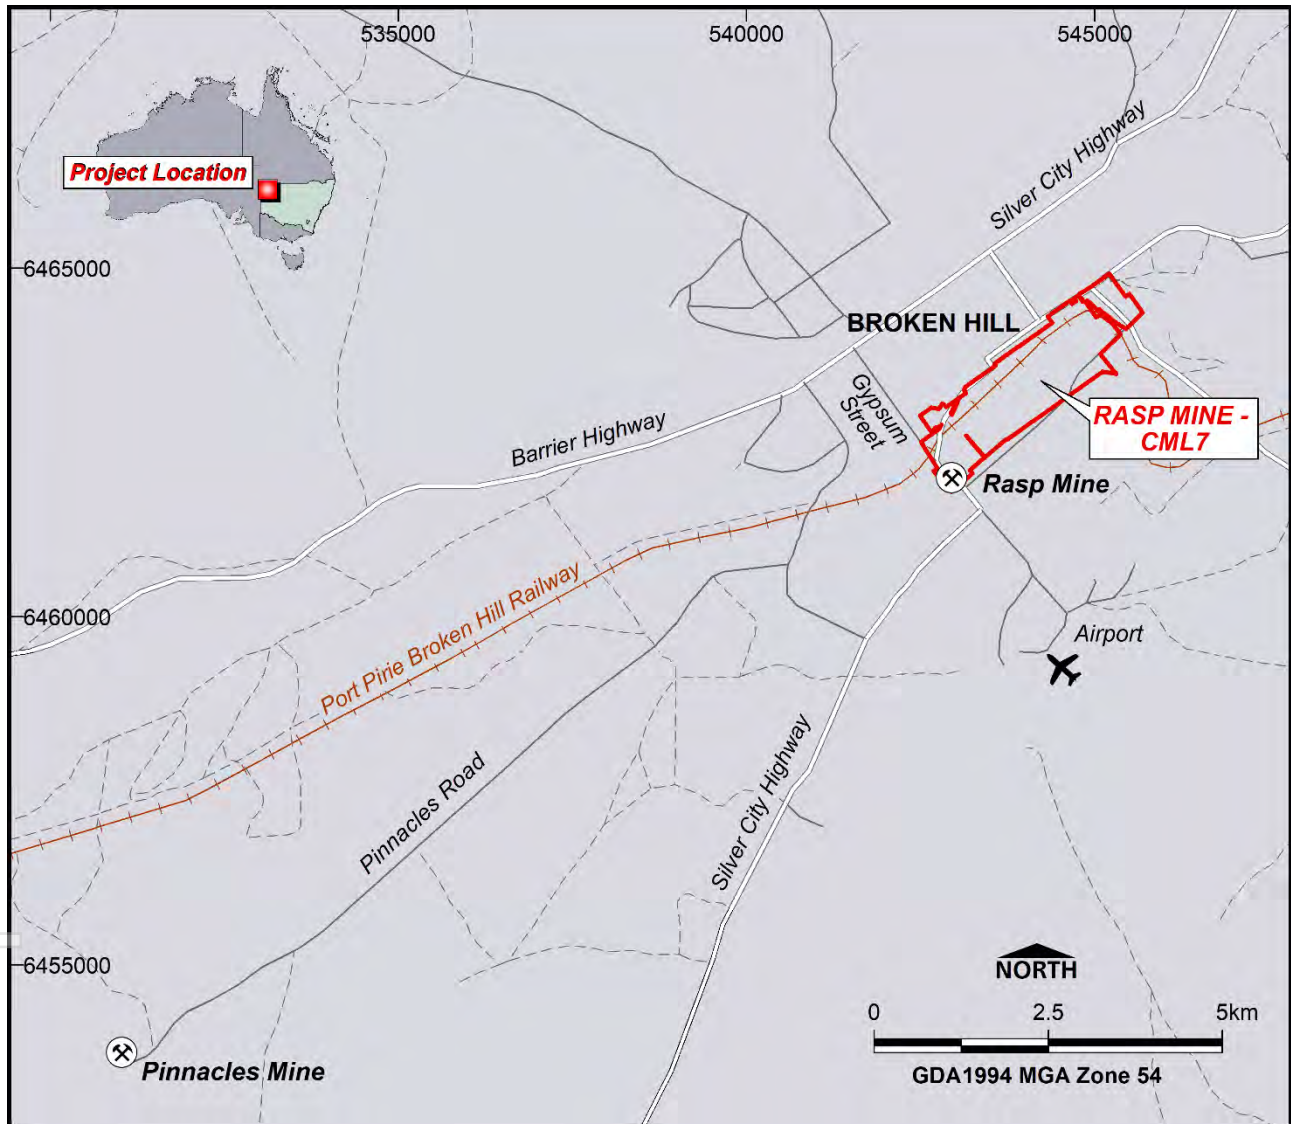 535000
540000
545000
Silver City Highway
Project Location
6465000
BROKEN HILL
Gypsum
Street
RASP MINE -
CML7
Barrier Highway
Rasp Mine
6460000
Port Pirie Broken Hill Railway
Airport
Pinnacles Road
Silver City Highway
6455000
NORTH
0
2.5
5km
GDA1994 MGA Zone 54
Pinnacles Mine